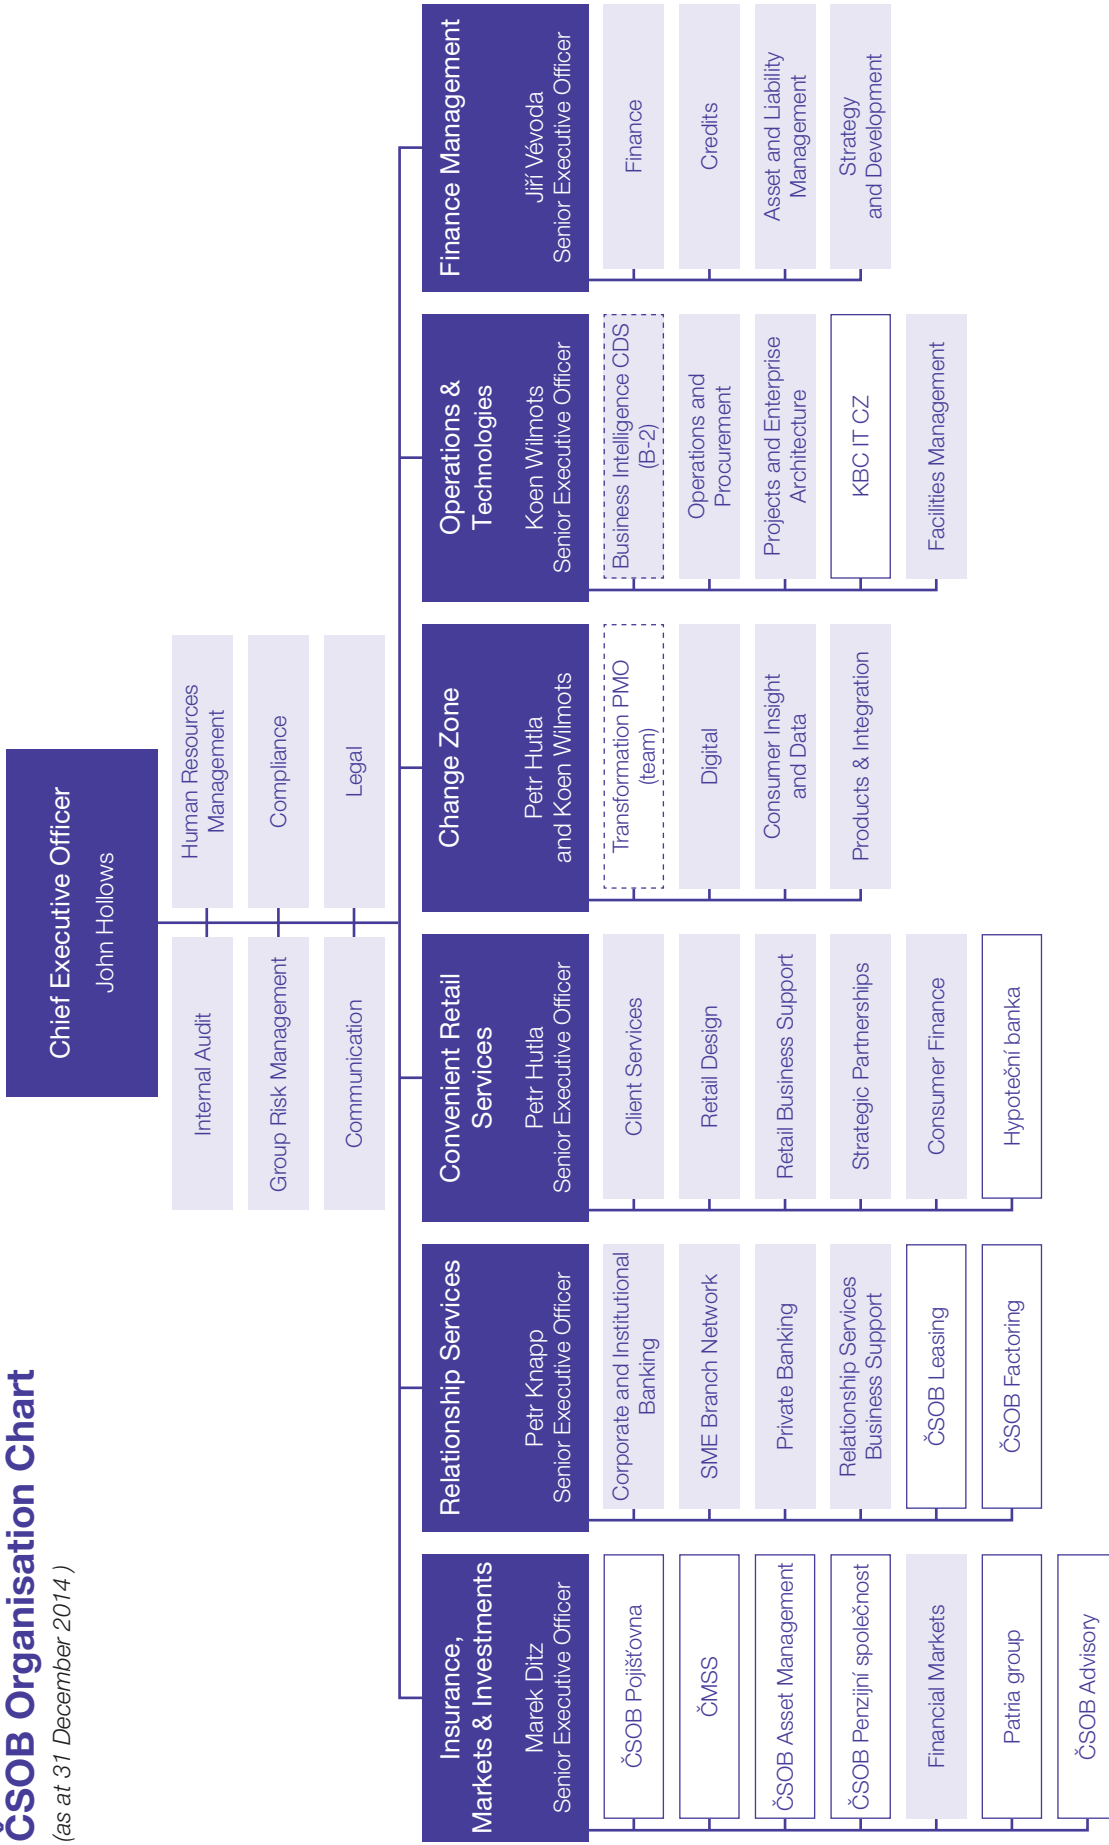 ČSOB Organisation Chart
(as at 31 December 2014 )
Chief Executive Officer
John Hollows
Internal Audit
Human Resources
Management
Group Risk Management
Compliance
Communication
Legal
Insurance,
Markets & Investments
Marek Ditz
Senior Executive Officer
ČSOB Pojišťovna
ČMSS
ČSOB Asset Management
ČSOB Penzijní společnost
Financial Markets
Patria group
ČSOB Advisory
Relationship Services
Petr Knapp
Senior Executive Officer
Corporate and Institutional
Banking
SME Branch Network
Private Banking
Relationship Services
Business Support
ČSOB Leasing
ČSOB Factoring
Convenient Retail
Services
Petr Hutla
Senior Executive Officer
Client Services
Retail Design
Retail Business Support
Strategic Partnerships
Consumer Finance
Hypoteční banka
Change Zone
Petr Hutla
and Koen Wilmots
Transformation PMO
(team)
Digital
Consumer Insight
and Data
Products & Integration
Operations &
Technologies
Koen Wilmots
Senior Executive Officer
Business Intelligence CDS
(B-2)
Operations and
Procurement
Projects and Enterprise
Architecture
KBC IT CZ
Facilities Management
Finance Management
Jiří Vévoda
Senior Executive Officer
Finance
Credits
Asset and Liability
Management
Strategy
and Development